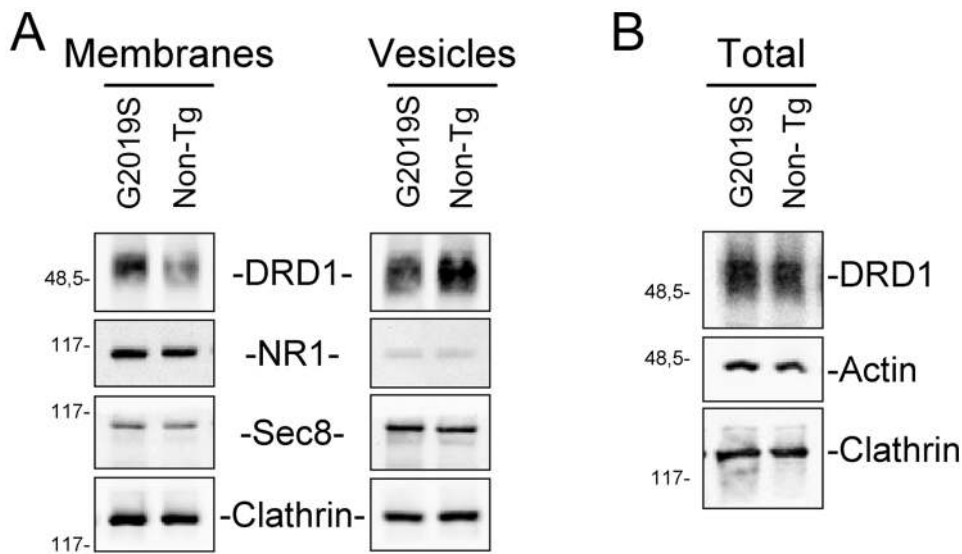 A
Membranes
Vesicles
G2019S
Non-Tg
G2019S
Non-Tg
48,5-
-DRD1-
117-
-NR1-
117-
-Sec8-
-Clathrin-
117-
B
Total
G2019S
Non- Tg
-DRD1
48,5-
48,5-
-Actin
-Clathrin
117-